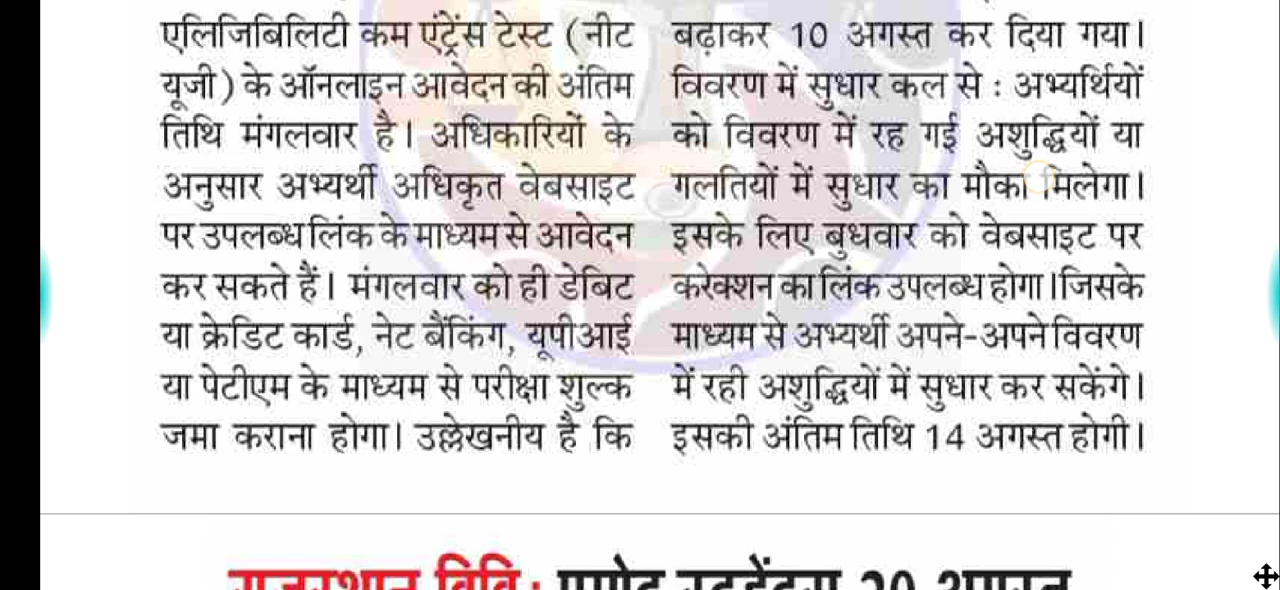 एलिजिबिलिटी कम एंट्रेंस टेस्ट (नीट
यूजी) के ऑनलाइन आवेदन की अंतिम
तिथि मंगलवार है। अधिकारियों के
अनुसार अभ्यर्थी अधिकृत वेबसाइट
पर उपलब्ध लिंक के माध्यम से आवेदन
कर सकते हैं। मंगलवार को ही डेबिट
या क्रेडिट कार्ड, नेट बैंकिंग, यूपीआई
या पेटीएम के माध्यम से परीक्षा शुल्क
जमा कराना होगा। उल्लेखनीय है कि
बढ़ाकर 10 अगस्त कर दिया गया।
विवरण में सुधार कल से : अभ्यर्थियों
को विवरण में रह गई अशुद्धियों या
गलतियों में सुधार का मौका मिलेगा।
इसके लिए बुधवार को वेबसाइट पर
करेक्शन का लिंक उपलब्ध होगा।जिसके
माध्यम से अभ्यर्थी अपने-अपने विवरण
में रही अशुद्धियों में सुधार कर सकेंगे।
इसकी अंतिम तिथि 14 अगस्त होगी।
राजस्थान विवि :